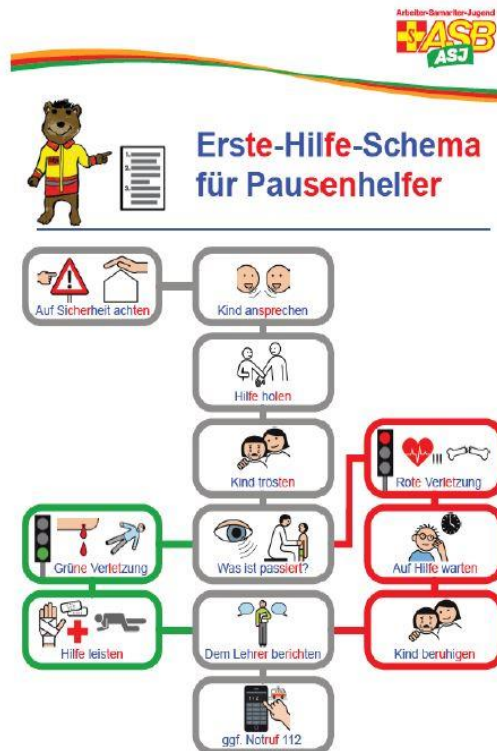 Arbeiter-Samariter-Jugend
ASB
ASJ
Erste-Hilfe-Schema
für Pausenhelfer
Auf Sicherheit achten
Kind ansprechen
Hilfe holen
Kind trösten
Rote Verletzung
Grüne Verletzung
Was ist passiert?
Auf Hilfe warten
Hilfe leisten
Dem Lehrer berichten
Kind beruhigen
ggf. Notruf 112